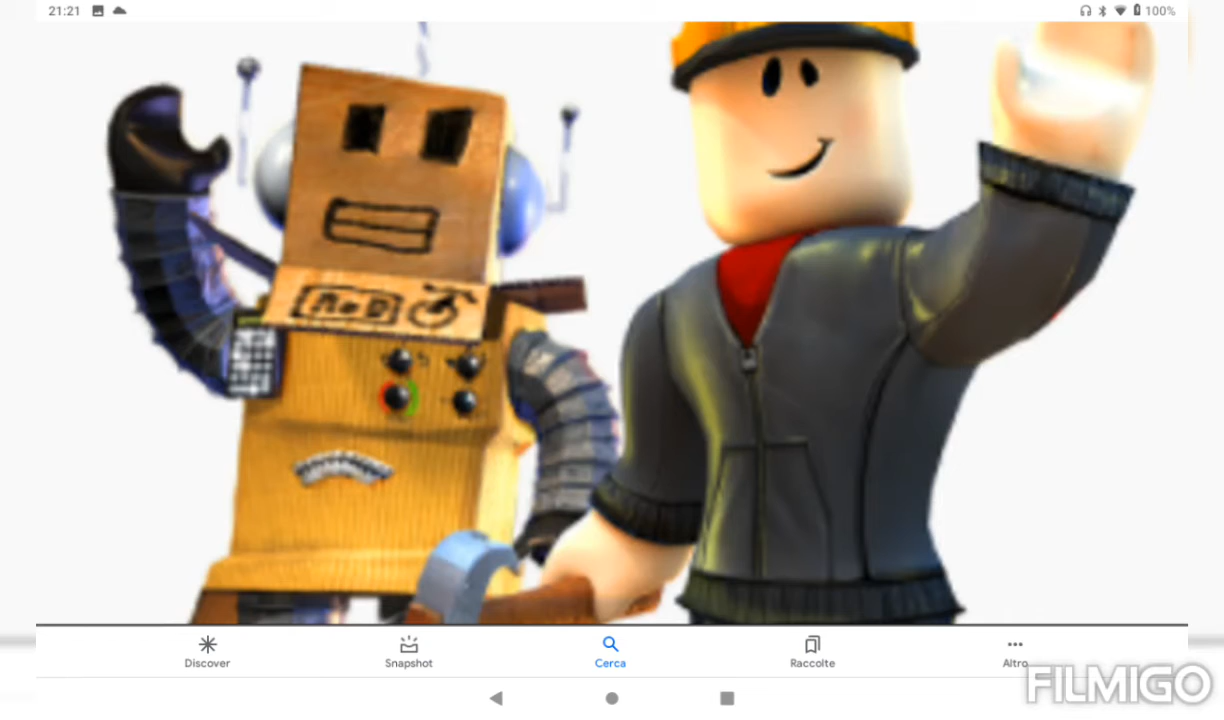 21:21
100%
R●D
Discover
Snapshot
Cerca
Raccolte
Altro
FILMIGO